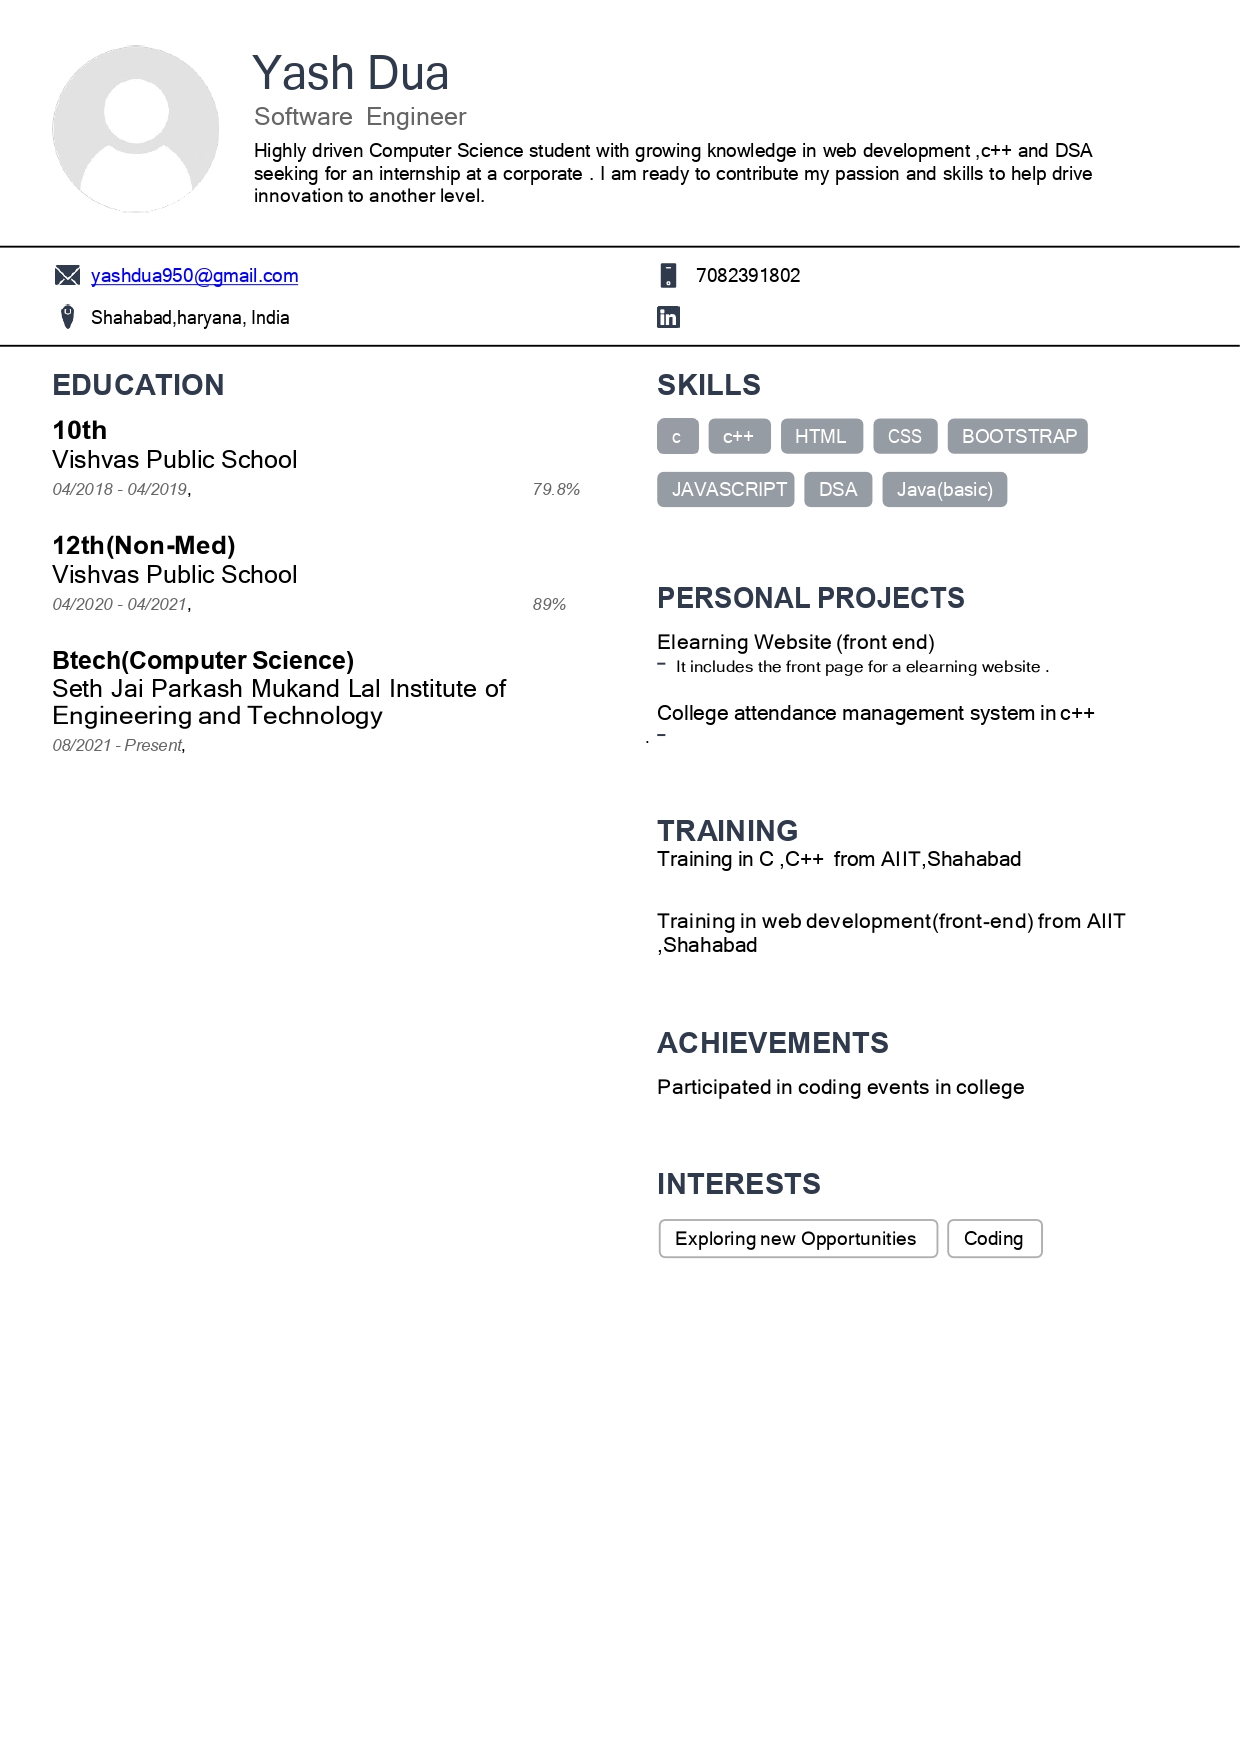 Yash Dua
Software Engineer
Highly driven Computer Science student with growing knowledge in web development ,c++ and DSA
seeking for an internship at a corporate . I am ready to contribute my passion and skills to help drive
innovation to another level.
yashdua950@gmail.com
7082391802
Shahabad,haryana, India
in
EDUCATION
10th
Vishvas Public School
04/2018 - 04/2019,
79.8%
12th(Non-Med)
Vishvas Public School
04/2020 - 04/2021,
89%
Btech(Computer Science)
Seth Jai Parkash Mukand Lal Institute of
Engineering and Technology
08/2021 - Present,
SKILLS
c c++ HTML CSS BOOTSTRAP
JAVASCRIPT DSA Java(basic)
PERSONAL PROJECTS
Elearning Website (front end)
– It includes the front page for a elearning website .
College attendance management system in c++
. –
TRAINING
Training in C ,C++ from AIIT,Shahabad
Training in web development(front-end) from AIIT
,Shahabad
ACHIEVEMENTS
Participated in coding events in college
INTERESTS
Exploring new Opportunities Coding